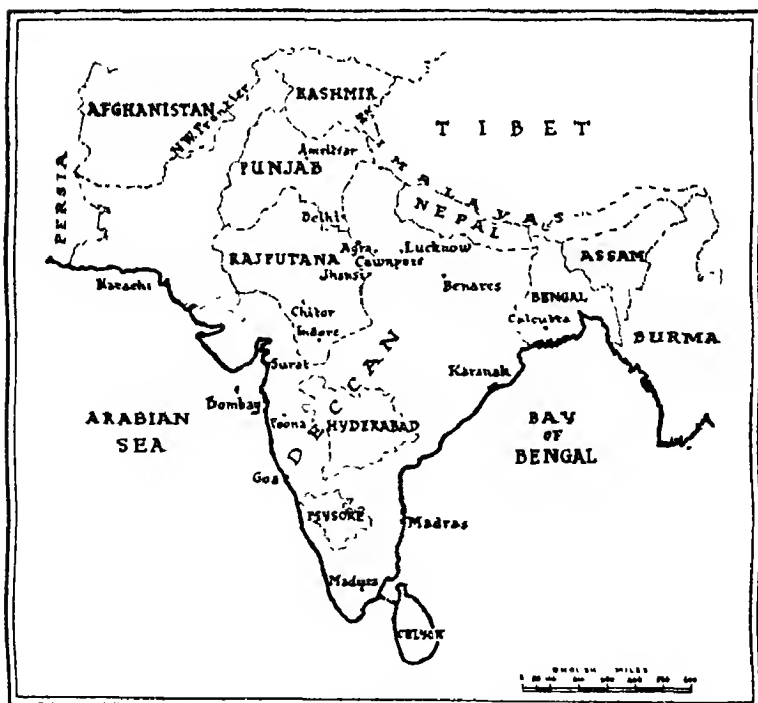 AFGHANISTAN
N.W. Frontier
KASHMIR
TIBET
HIMALAYAS
Amritsar
PUNJAB
PERSIA
NEPAL
Delhi
Agra
Lucknow
RAJPUTANA
Cawnpore
Jhansi
ASSAM
Karachi
Benares
BENGAL
Chitor
Calcutta
Indore
BURMA
Surat
DECCAN
Karanak
Bombay
ARABIAN
SEA
Poona
HYDERABAD
BAY
OF
BENGAL
Goa
MYSORE
Madras
Madura
CEYLON
ENGLISH MILES